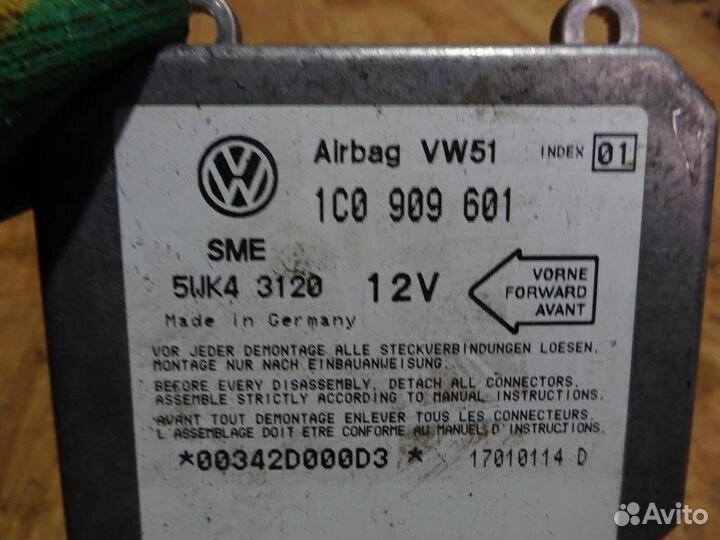 Airbag VW51 INDEX 01
1C0 909 601
SME
5WK4 3120 12V
VORNE
FORWARD
AVANT
Made in Germany
VOR JEDER DEMONTAGE ALLE STECKVERBINDUNGEN LOESEN.
MONTAGE NUR NACH EINBAUANWEISUNG.
BEFORE EVERY DISASSEMBLY, DETACH ALL CONNECTORS.
ASSEMBLE STRICTLY ACCORDING TO MANUAL INSTRUCTIONS.
AVANT TOUT DEMONTAGE ENLEVER TOUS LES CONNECTEURS.
L ASSEMBLAGE DOIT ETRE CONFORME AU MANUEL D'INSTRUCTIONS.
*00342D000D3 * 17010114 D
Avito